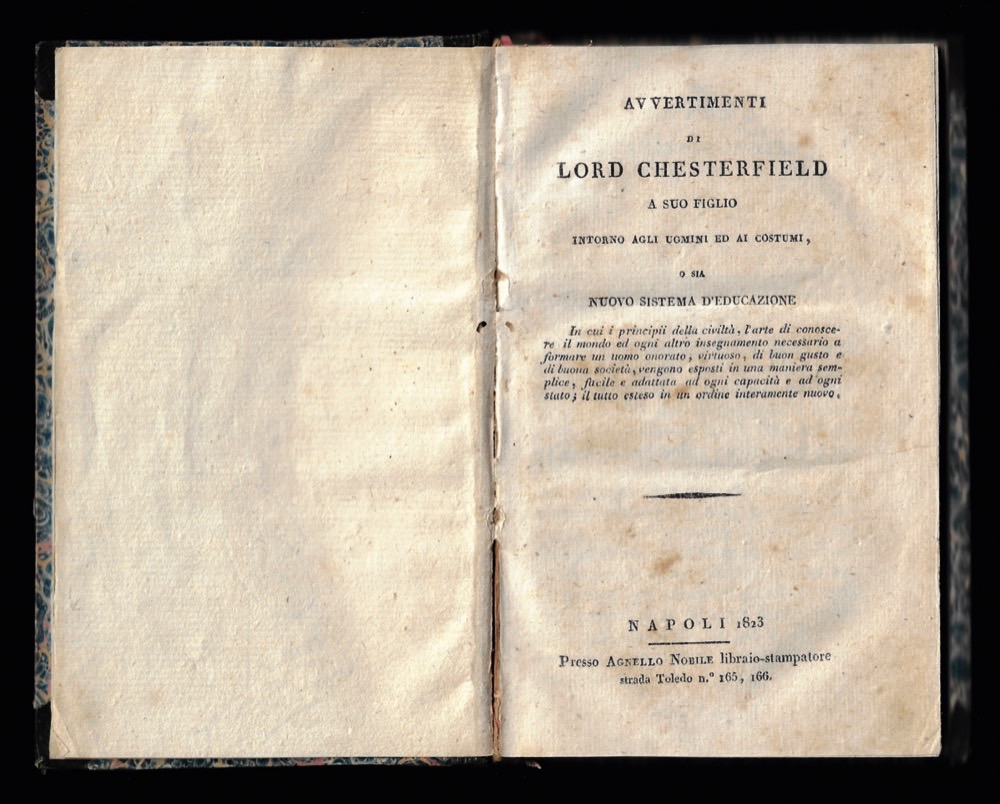 AVVERTIMENTI
DI
LORD CHESTERFIELD
A SUO FIGLIO
INTORNO AGLI UOMINI ED AI COSTUMI,
O SIA
NUOVO SISTEMA D'EDUCAZIONE
In cui i principii della civiltà, l'arte di conosce-
re il mondo ed ogni altro insegnamento necessario a
formare un uomo onorato, virtuoso, di buon gusto e
di buona società, vengono esposti in una maniera sem-
plice, facile e adattata ad ogni capacità e ad ogni
stato; il tutto esteso in un ordine interamente nuovo.
NAPOLI 1823
Presso AGNELLO NOBILE libraio-stampatore
strada Toledo n.° 165, 166.